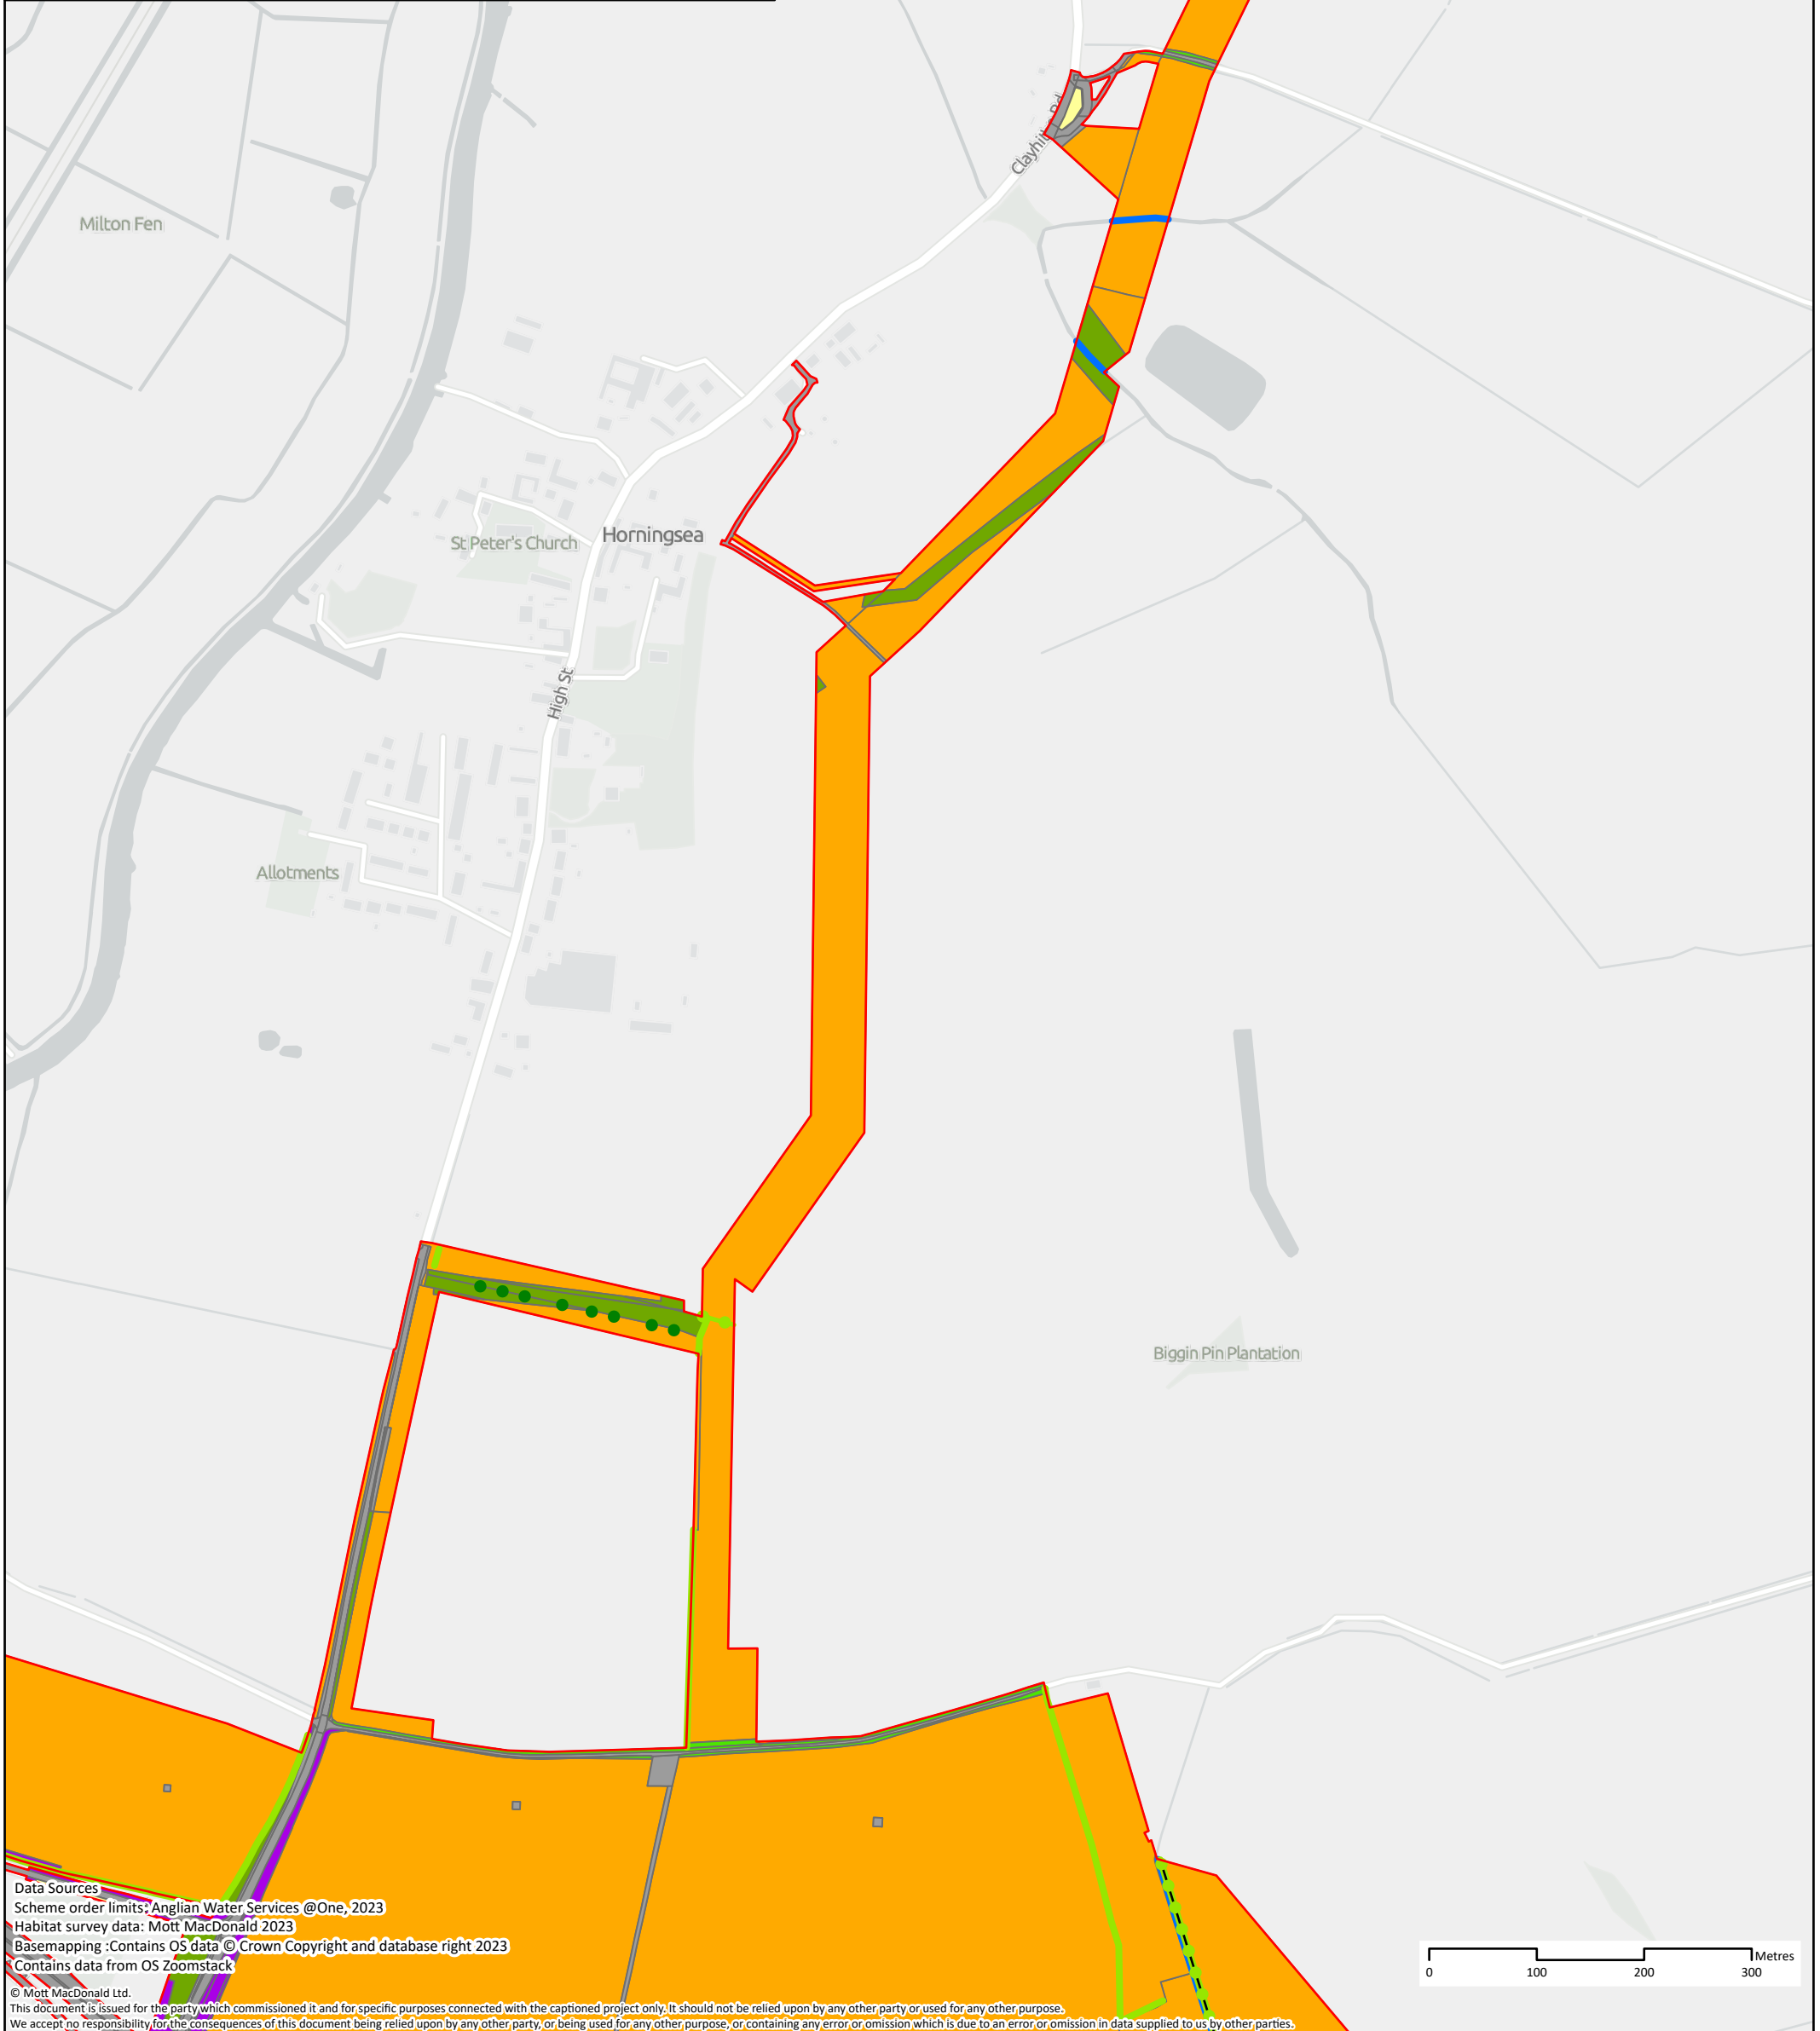 Milton Fen
Horningsea
St Peter's Church
High St
Allotments
Biggin Pin Plantation
Data Sources
Scheme order limits: Anglian Water Services @One, 2023
Habitat survey data: Mott MacDonald 2023
Basemapping :Contains OS data © Crown Copyright and database right 2023
Contains data from OS Zoomstack
Metres
0 100 200 300
© Mott MacDonald Ltd.
This document is issued for the party which commissioned it and for specific purposes connected with the captioned project only. It should not be relied upon by any other party or used for any other purpose.
We accept no responsibility for the consequences of this document being relied upon by any other party, or being used for any other purpose, or containing any error or omission which is due to an error or omission in data supplied to us by other parties.